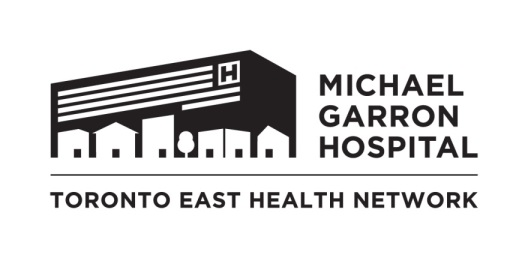 H
MICHAEL
GARRON
HOSPITAL
TORONTO EAST HEALTH NETWORK